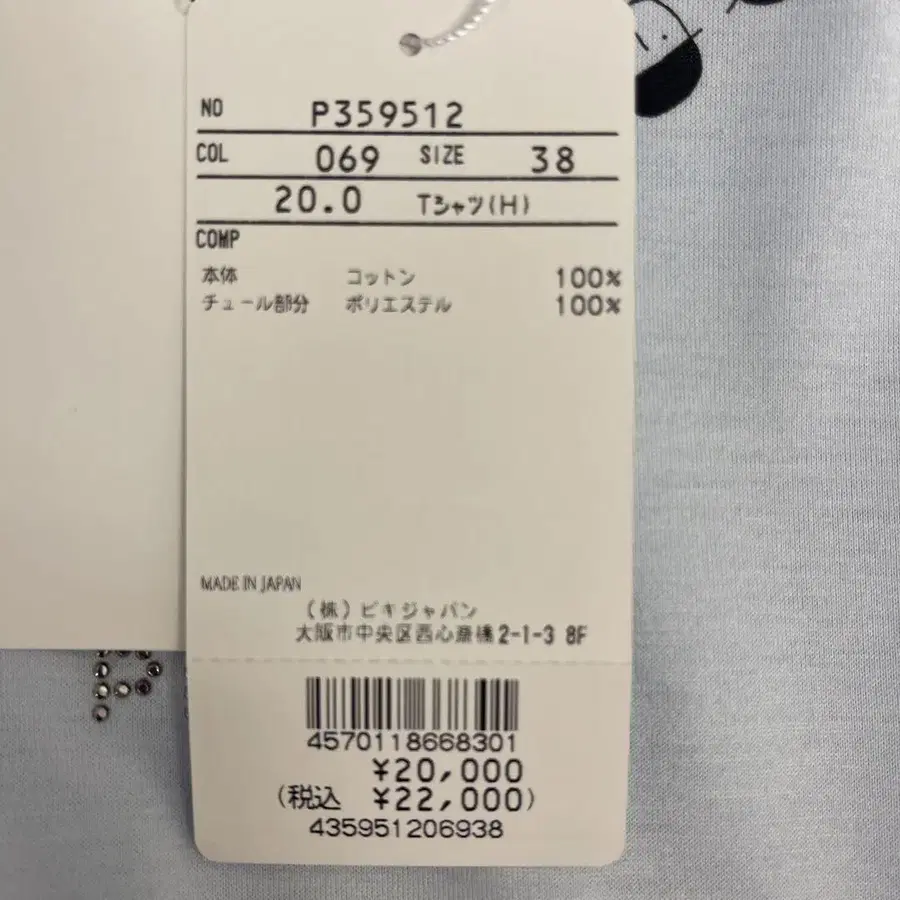 NO P359512
COL 069 SIZE 38
20.0 Tシャツ(H)
COMP
本体 コットン 100%
チュール部分 ポリエステル 100%
MADE IN JAPAN
(株)ビキジャパン
大阪市中央区西心斎橋2-1-3 8F
4570118668301
¥20,000
(税込 ¥22,000)
435951206938